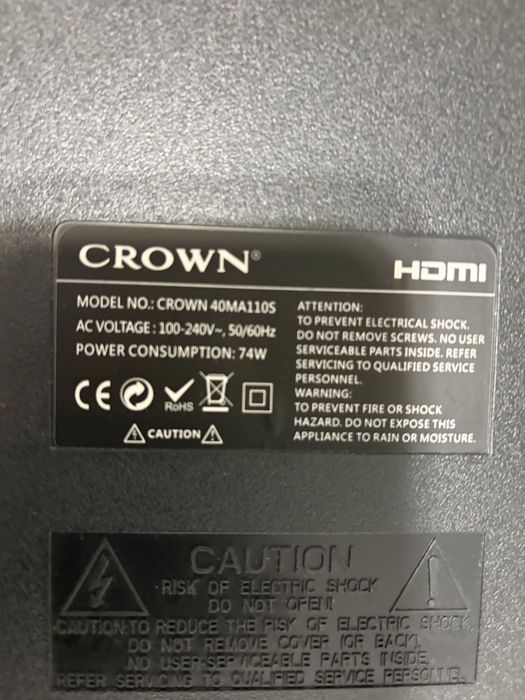 CROWN®
HDMI
MODEL NO.: CROWN 40MA110S
AC VOLTAGE : 100-240V~, 50/60Hz
POWER CONSUMPTION: 74W
CE
RoHS
CAUTION
ATTENTION:
TO PREVENT ELECTRICAL SHOCK.
DO NOT REMOVE SCREWS. NO USER
SERVICEABLE PARTS INSIDE. REFER
SERVICING TO QUALIFIED SERVICE
PERSONNEL.
WARNING:
TO PREVENT FIRE OR SHOCK
HAZARD. DO NOT EXPOSE THIS
APPLIANCE TO RAIN OR MOISTURE.
CAUTION
RISK OF ELECTRIC SHOCK
DO NOT OPEN!
CAUTION:TO REDUCE THE RISK OF ELECTRIC SHOCK,
DO NOT REMOVE COVER (OR BACK).
NO USER-SERVICEABLE PARTS INSIDE.
REFER SERVICING TO QUALIFIED SERVICE PERSONNEL.